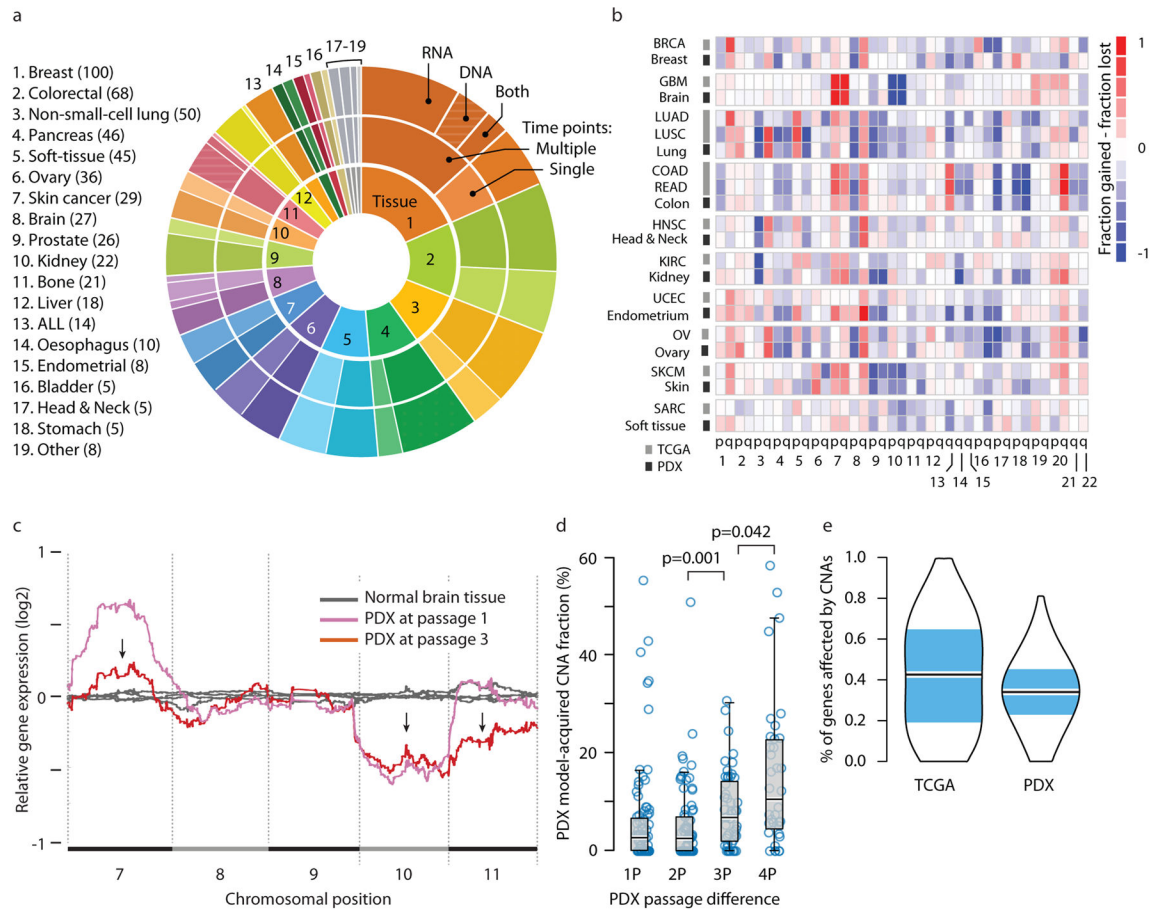 a
1. Breast (100)
2. Colorectal (68)
3. Non-small-cell lung (50)
4. Pancreas (46)
5. Soft-tissue (45)
6. Ovary (36)
7. Skin cancer (29)
8. Brain (27)
9. Prostate (26)
10. Kidney (22)
11. Bone (21)
12. Liver (18)
13. ALL (14)
14. Oesophagus (10)
15. Endometrial (8)
16. Bladder (5)
17. Head & Neck (5)
18. Stomach (5)
19. Other (8)
13 14 15 16 17-19
RNA
DNA
Both
Time points:
Multiple
Single
Tissue
1
2
3
4
5
6
7
8
9
10
11
12
b
BRCA
Breast
GBM
Brain
LUAD
LUSC
Lung
COAD
READ
Colon
HNSC
Head & Neck
KIRC
Kidney
UCEC
Endometrium
OV
Ovary
SKCM
Skin
SARC
Soft tissue
TCGA
PDX
p q p q p q p q p q p q p q p q p q p q p q p q q q q p q p q p q p q p q q q
1 2 3 4 5 6 7 8 9 10 11 12 16 17 18 19 20
13 14 15 21 22
1
0
-1
Fraction gained - fraction lost
c
Relative gene expression (log2)
1
0
-1
Normal brain tissue
PDX at passage 1
PDX at passage 3
7 8 9 10 11
Chromosomal position
d
PDX model-acquired CNA fraction (%)
60
40
20
0
p=0.001
p=0.042
1P 2P 3P 4P
PDX passage difference
e
% of genes affected by CNAs
1.0
0.8
0.6
0.4
0.2
0.0
TCGA PDX